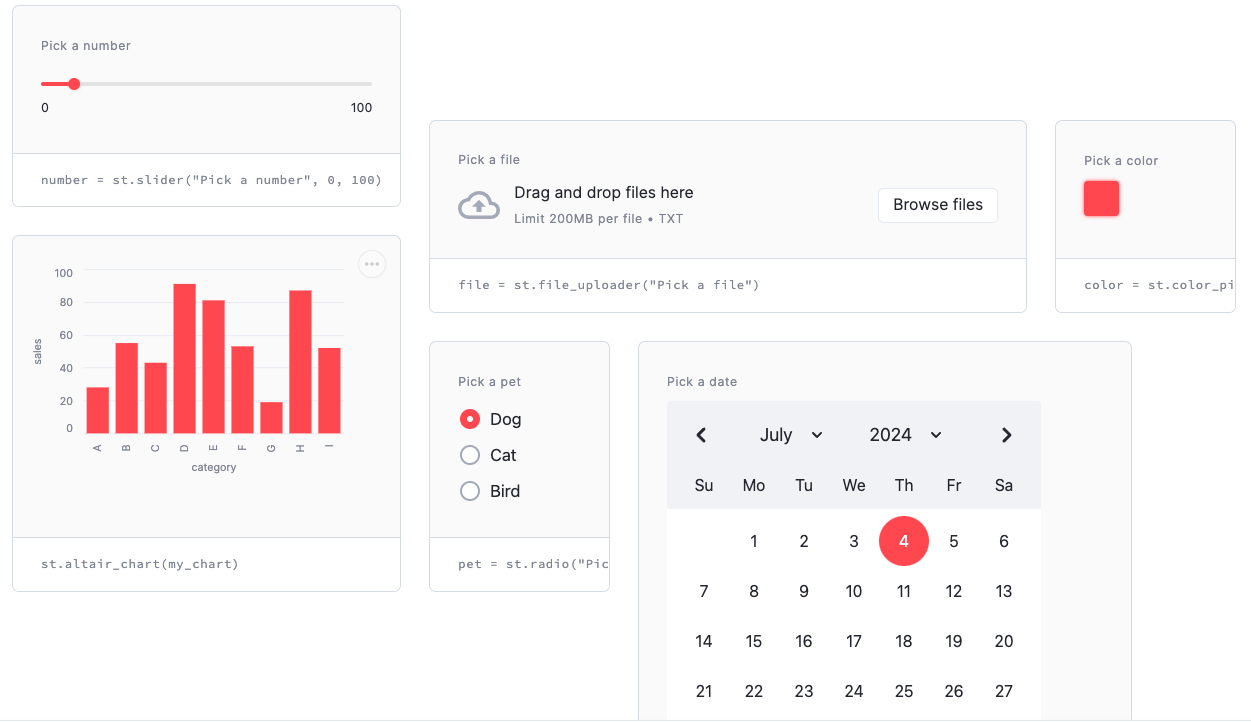 Pick a number
0 100
number = st.slider("Pick a number", 0, 100)
100
80
60
40
20
0
sales
A B C D E F G H I
category
st.altair_chart(my_chart)
Pick a file
Drag and drop files here
Limit 200MB per file • TXT
Browse files
file = st.file_uploader("Pick a file")
Pick a color
color = st.color_pi
Pick a pet
Dog
Cat
Bird
pet = st.radio("Pic
Pick a date
July 2024
Su Mo Tu We Th Fr Sa
1 2 3 4 5 6
7 8 9 10 11 12 13
14 15 16 17 18 19 20
21 22 23 24 25 26 27